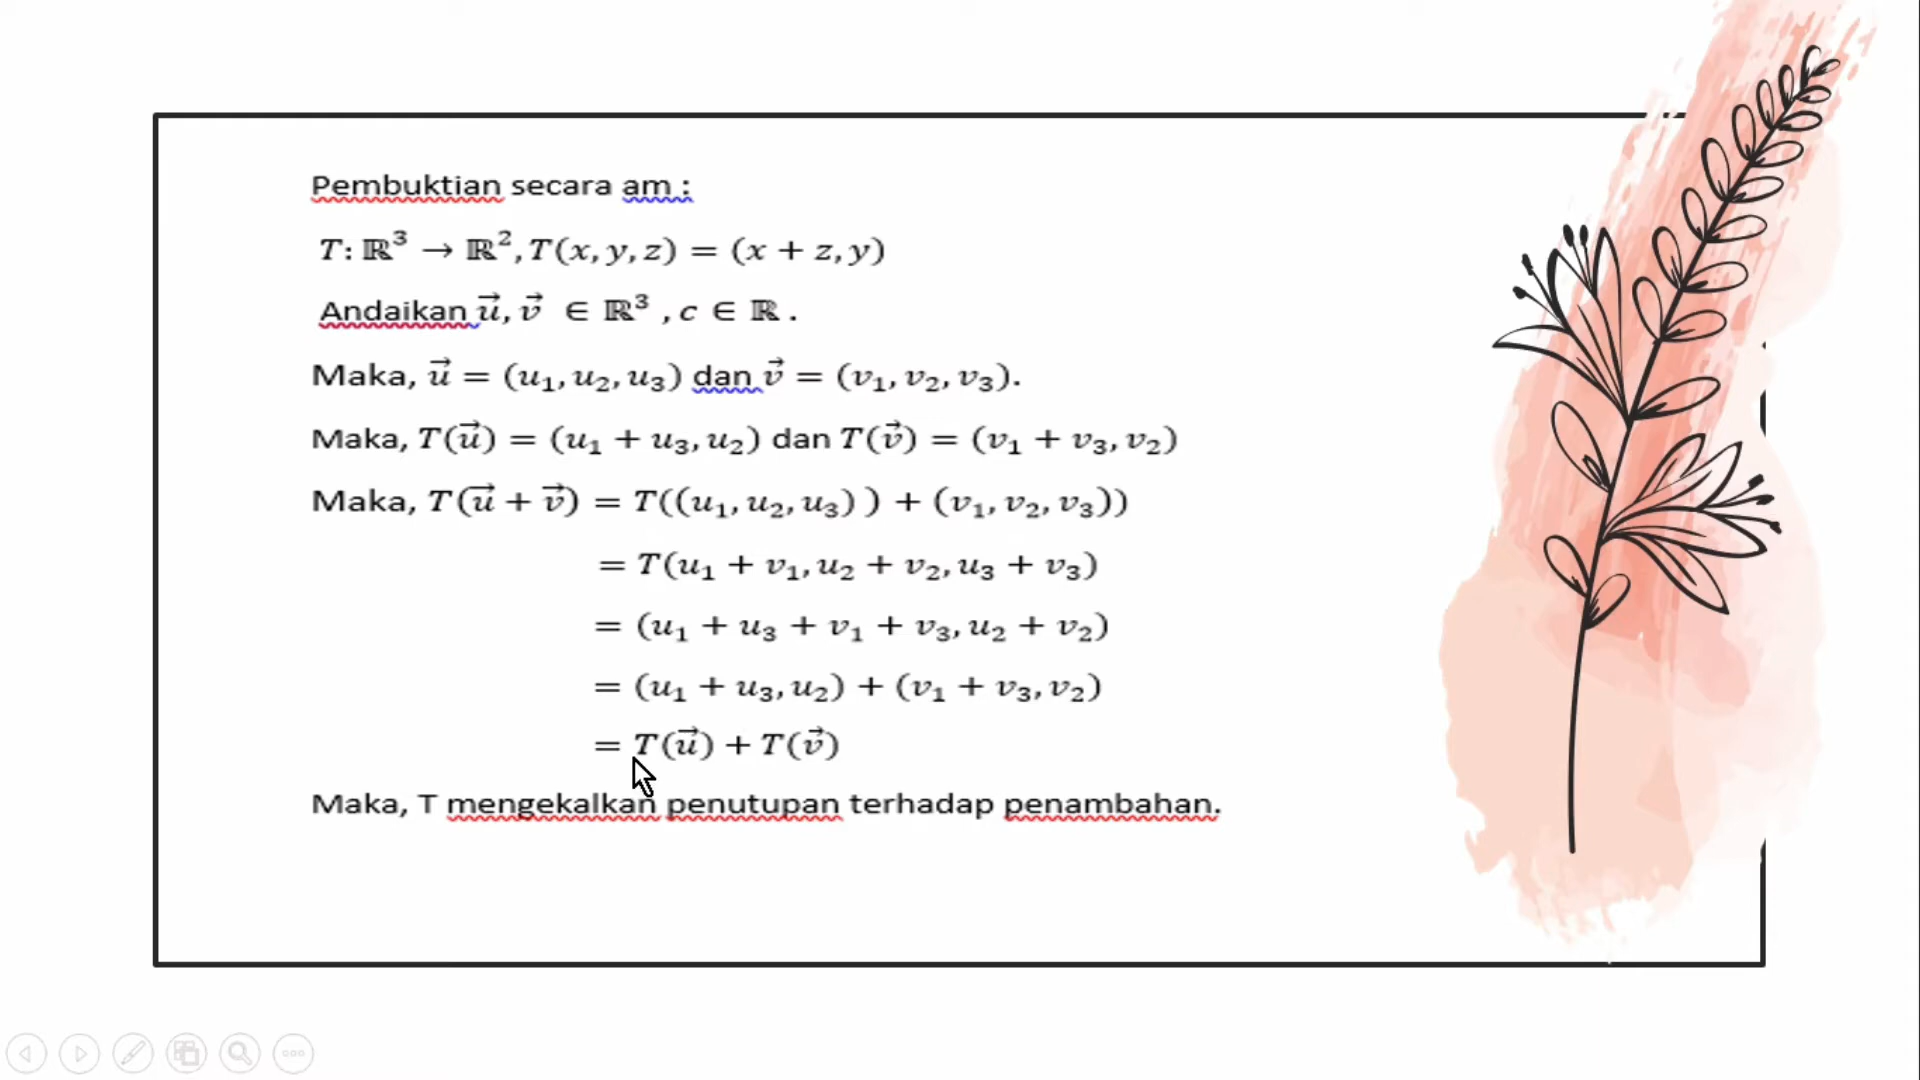 Pembuktian secara am :
T: ℝ³ → ℝ², T(x, y, z) = (x + z, y)
Andaikan u⃗, v⃗ ∈ ℝ³ , c ∈ ℝ .
Maka, u⃗ = (u₁, u₂, u₃) dan v⃗ = (v₁, v₂, v₃).
Maka, T(u⃗) = (u₁ + u₃, u₂) dan T(v⃗) = (v₁ + v₃, v₂)
Maka, T(u⃗ + v⃗) = T((u₁, u₂, u₃) ) + (v₁, v₂, v₃))
= T(u₁ + v₁, u₂ + v₂, u₃ + v₃)
= (u₁ + u₃ + v₁ + v₃, u₂ + v₂)
= (u₁ + u₃, u₂) + (v₁ + v₃, v₂)
= T(u⃗) + T(v⃗)
Maka, T mengekalkan penutupan terhadap penambahan.